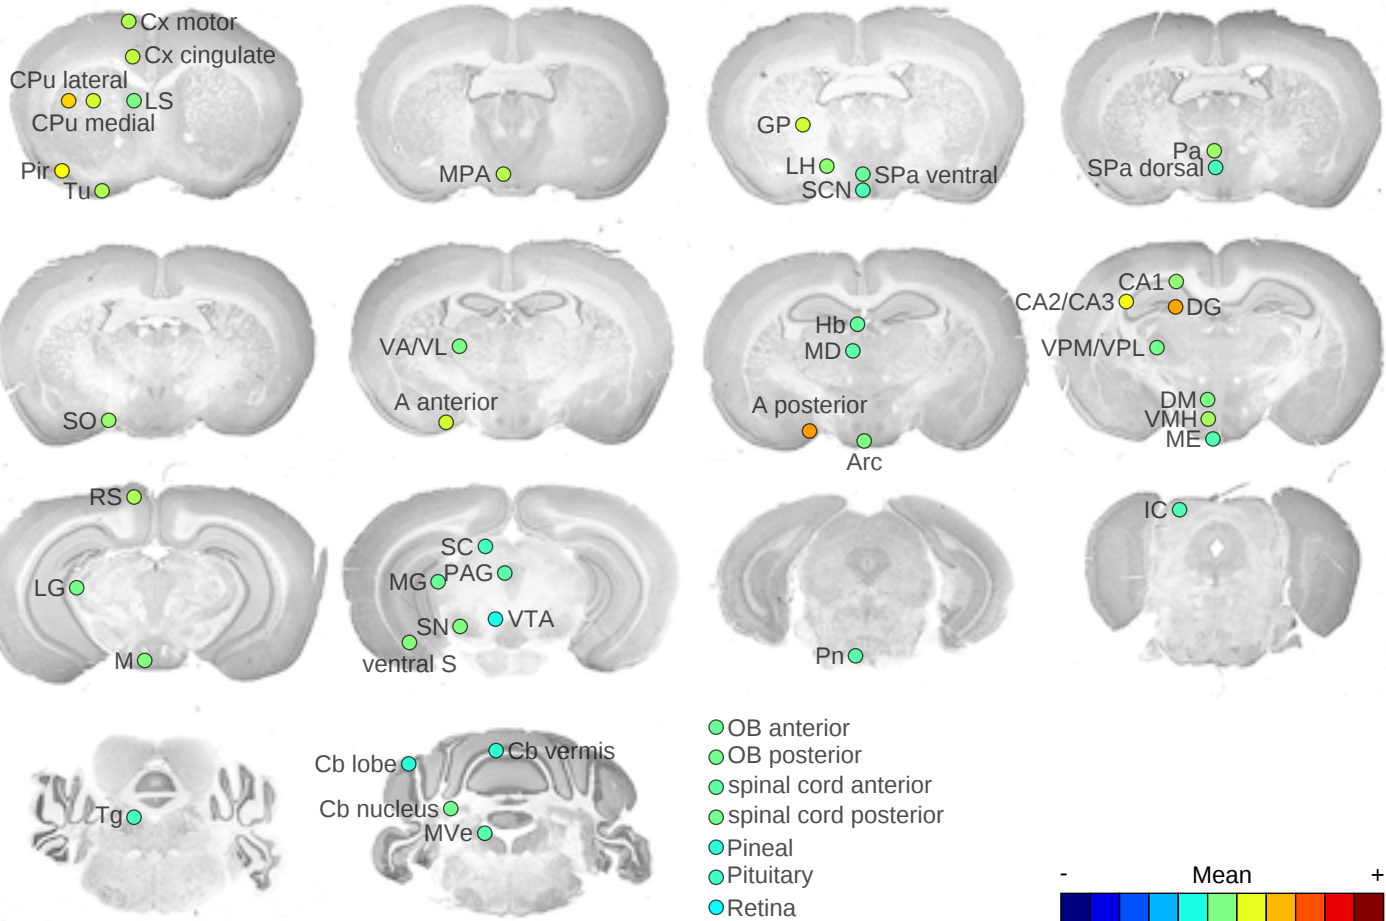 Cx motor
Cx cingulate
CPu lateral
LS
CPu medial
Pir
Tu
MPA
GP
LH
SPa ventral
SCN
Pa
SPa dorsal
SO
VA/VL
A anterior
Hb
MD
A posterior
Arc
CA1
CA2/CA3
DG
VPM/VPL
DM
VMH
ME
RS
LG
M
SC
PAG
MG
VTA
SN
ventral S
Pn
IC
Tg
Cb vermis
Cb lobe
Cb nucleus
MVe
OB anterior
OB posterior
spinal cord anterior
spinal cord posterior
Pineal
Pituitary
Retina
- Mean +